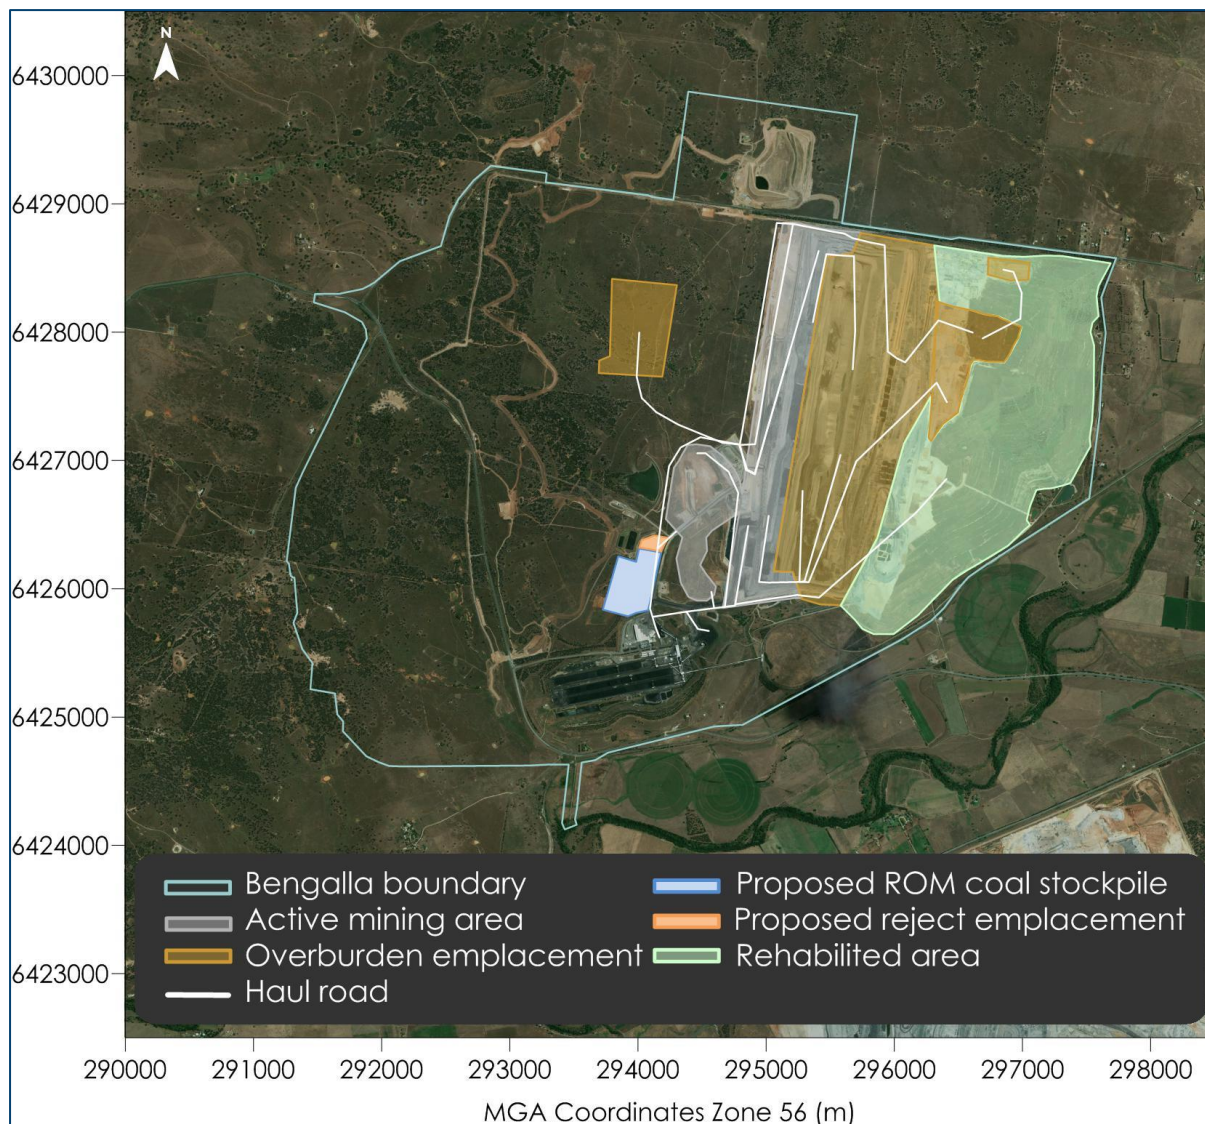 N
6430000
6429000
6428000
6427000
6426000
6425000
6424000
6423000
Bengalla boundary
Active mining area
Overburden emplacement
Haul road
Proposed ROM coal stockpile
Proposed reject emplacement
Rehabilited area
290000 291000 292000 293000 294000 295000 296000 297000 298000
MGA Coordinates Zone 56 (m)